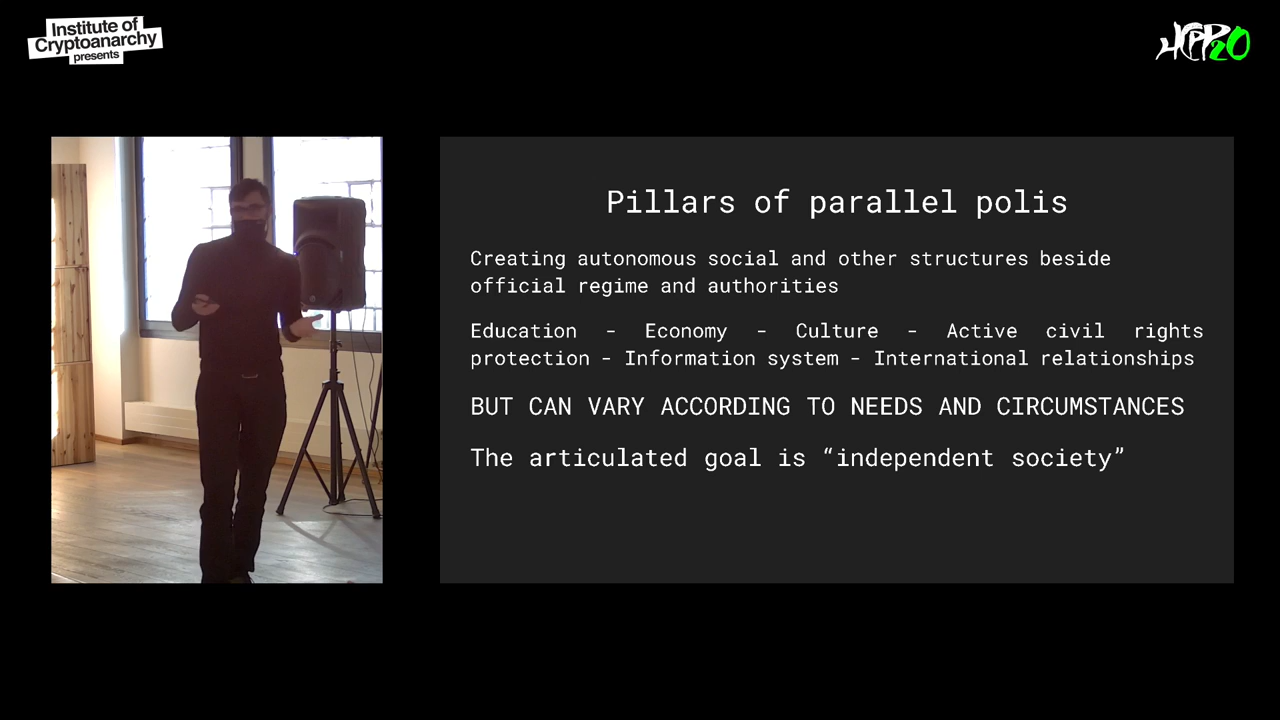 Institute of
Cryptoanarchy
presents
HCPP20
Pillars of parallel polis
Creating autonomous social and other structures beside
official regime and authorities
Education - Economy - Culture - Active civil rights
protection - Information system - International relationships
BUT CAN VARY ACCORDING TO NEEDS AND CIRCUMSTANCES
The articulated goal is “independent society”